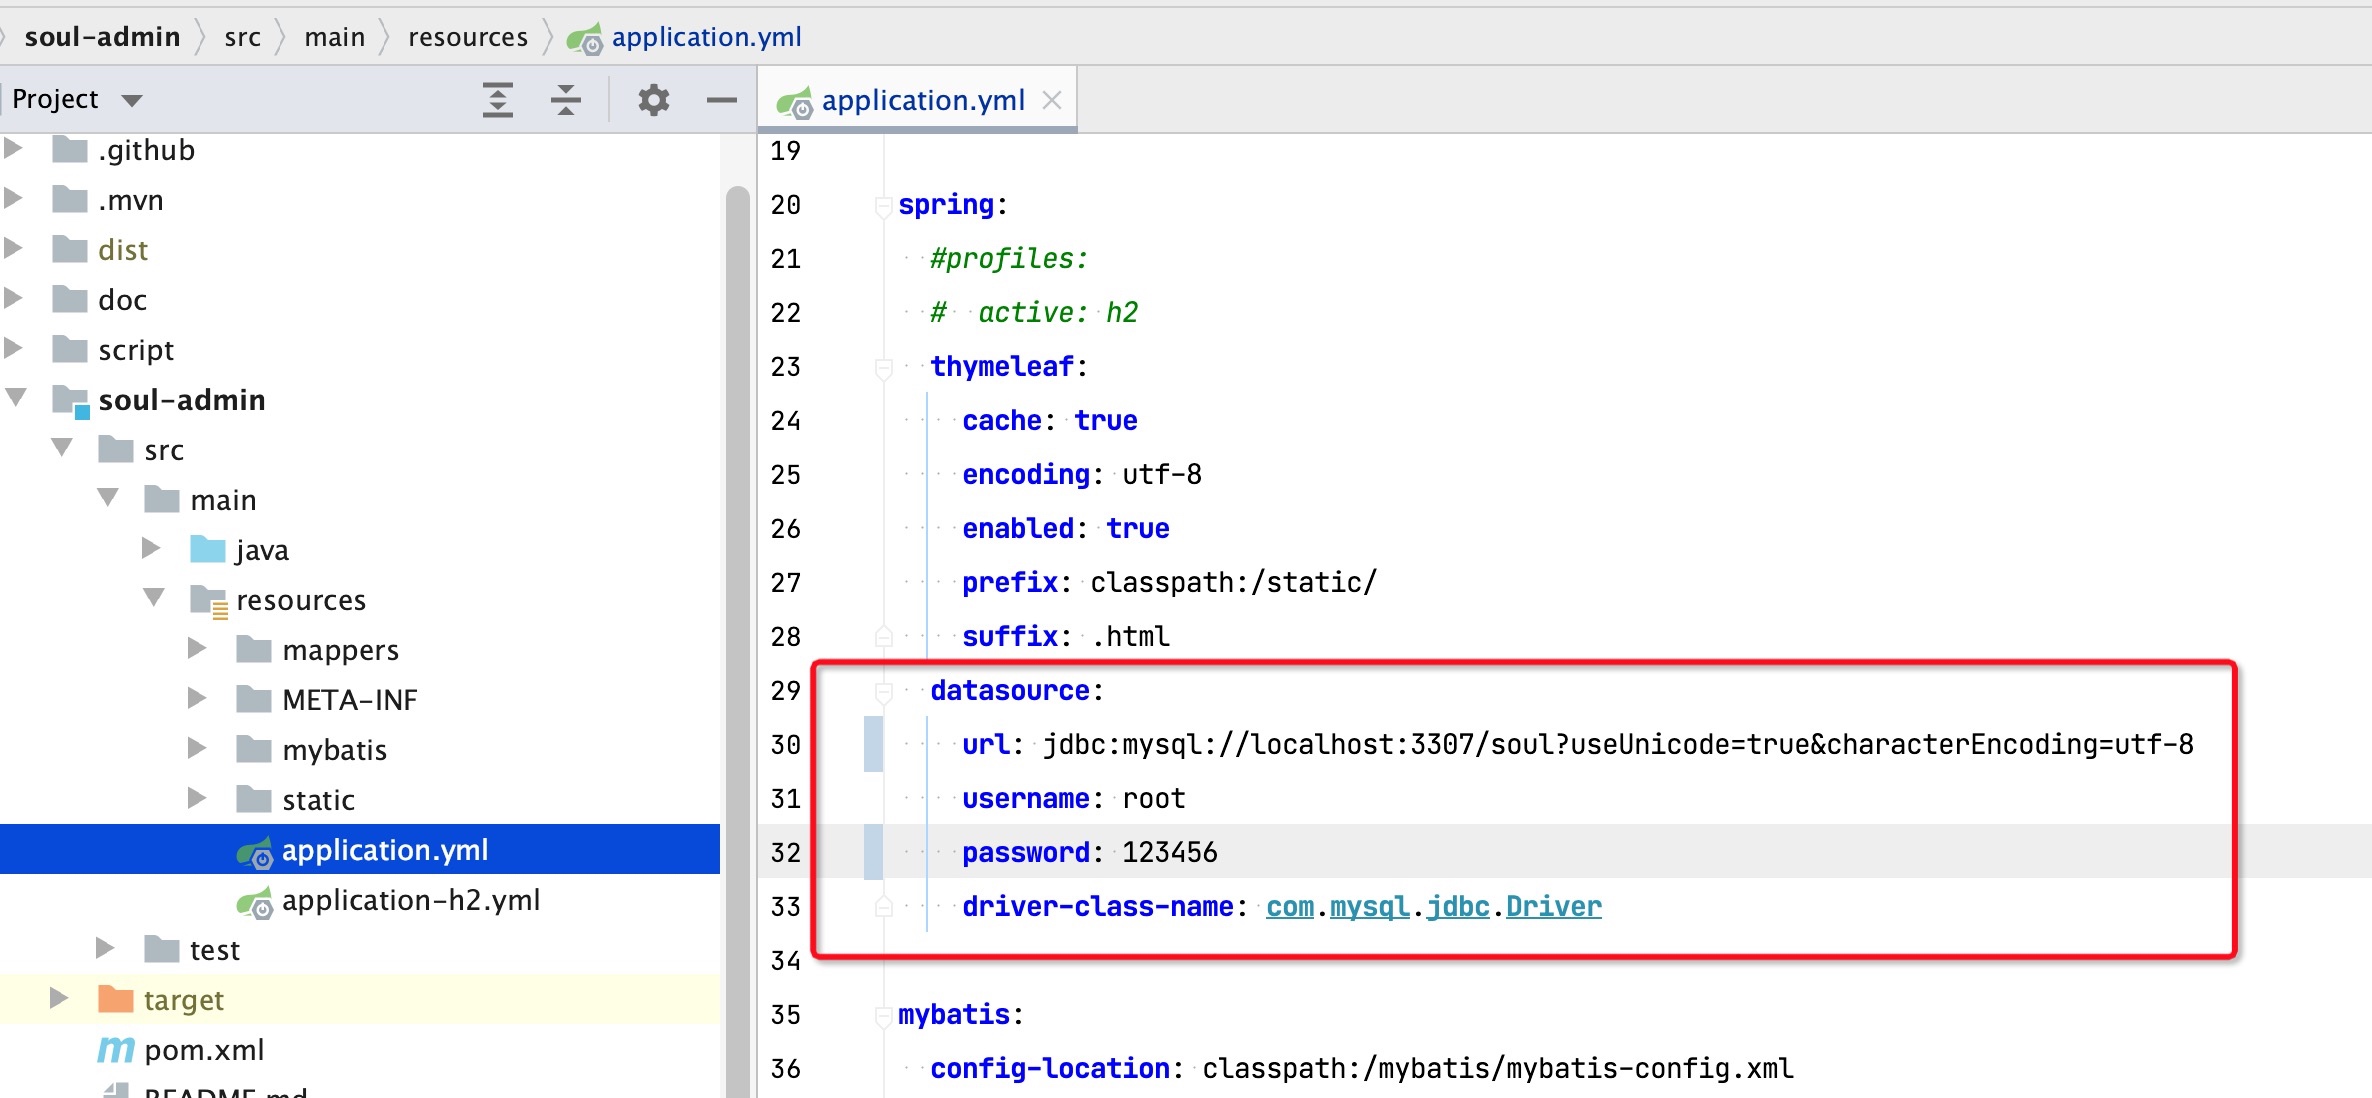 soul-admin src main resources application.yml
Project
application.yml
.github
.mvn
dist
doc
script
soul-admin
src
main
java
resources
mappers
META-INF
mybatis
static
application.yml
application-h2.yml
test
target
pom.xml
README.md
19
20 spring:
21 #profiles:
22 # active: h2
23 thymeleaf:
24 cache: true
25 encoding: utf-8
26 enabled: true
27 prefix: classpath:/static/
28 suffix: .html
29 datasource:
30 url: jdbc:mysql://localhost:3307/soul?useUnicode=true&characterEncoding=utf-8
31 username: root
32 password: 123456
33 driver-class-name: com.mysql.jdbc.Driver
34
35 mybatis:
36 config-location: classpath:/mybatis/mybatis-config.xml